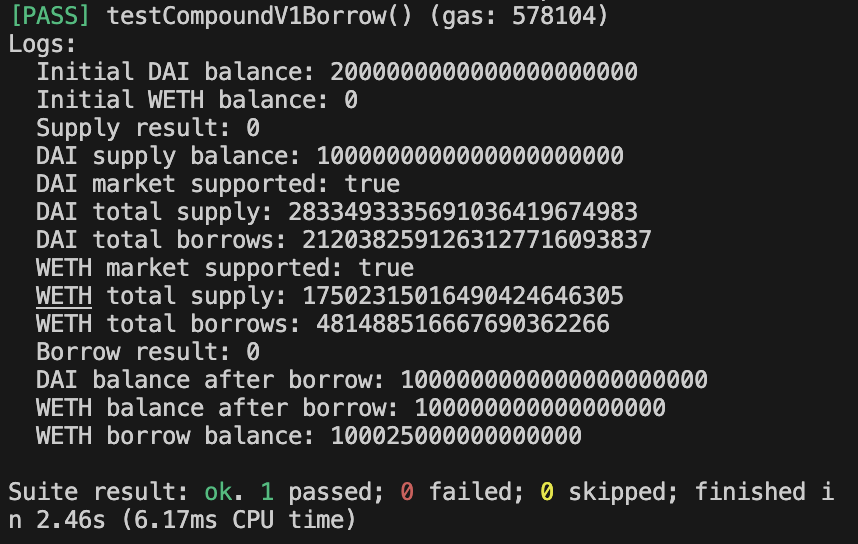 [PASS] testCompoundV1Borrow() (gas: 578104)
Logs:
  Initial DAI balance: 2000000000000000000000
  Initial WETH balance: 0
  Supply result: 0
  DAI supply balance: 1000000000000000000000
  DAI market supported: true
  DAI total supply: 2833493335691036419674983
  DAI total borrows: 2120382591263127716093837
  WETH market supported: true
  WETH total supply: 17502315016490424646305
  WETH total borrows: 4814885166667690362266
  Borrow result: 0
  DAI balance after borrow: 1000000000000000000000
  WETH balance after borrow: 100000000000000000
  WETH borrow balance: 100025000000000000

Suite result: ok. 1 passed; 0 failed; 0 skipped; finished i
n 2.46s (6.17ms CPU time)